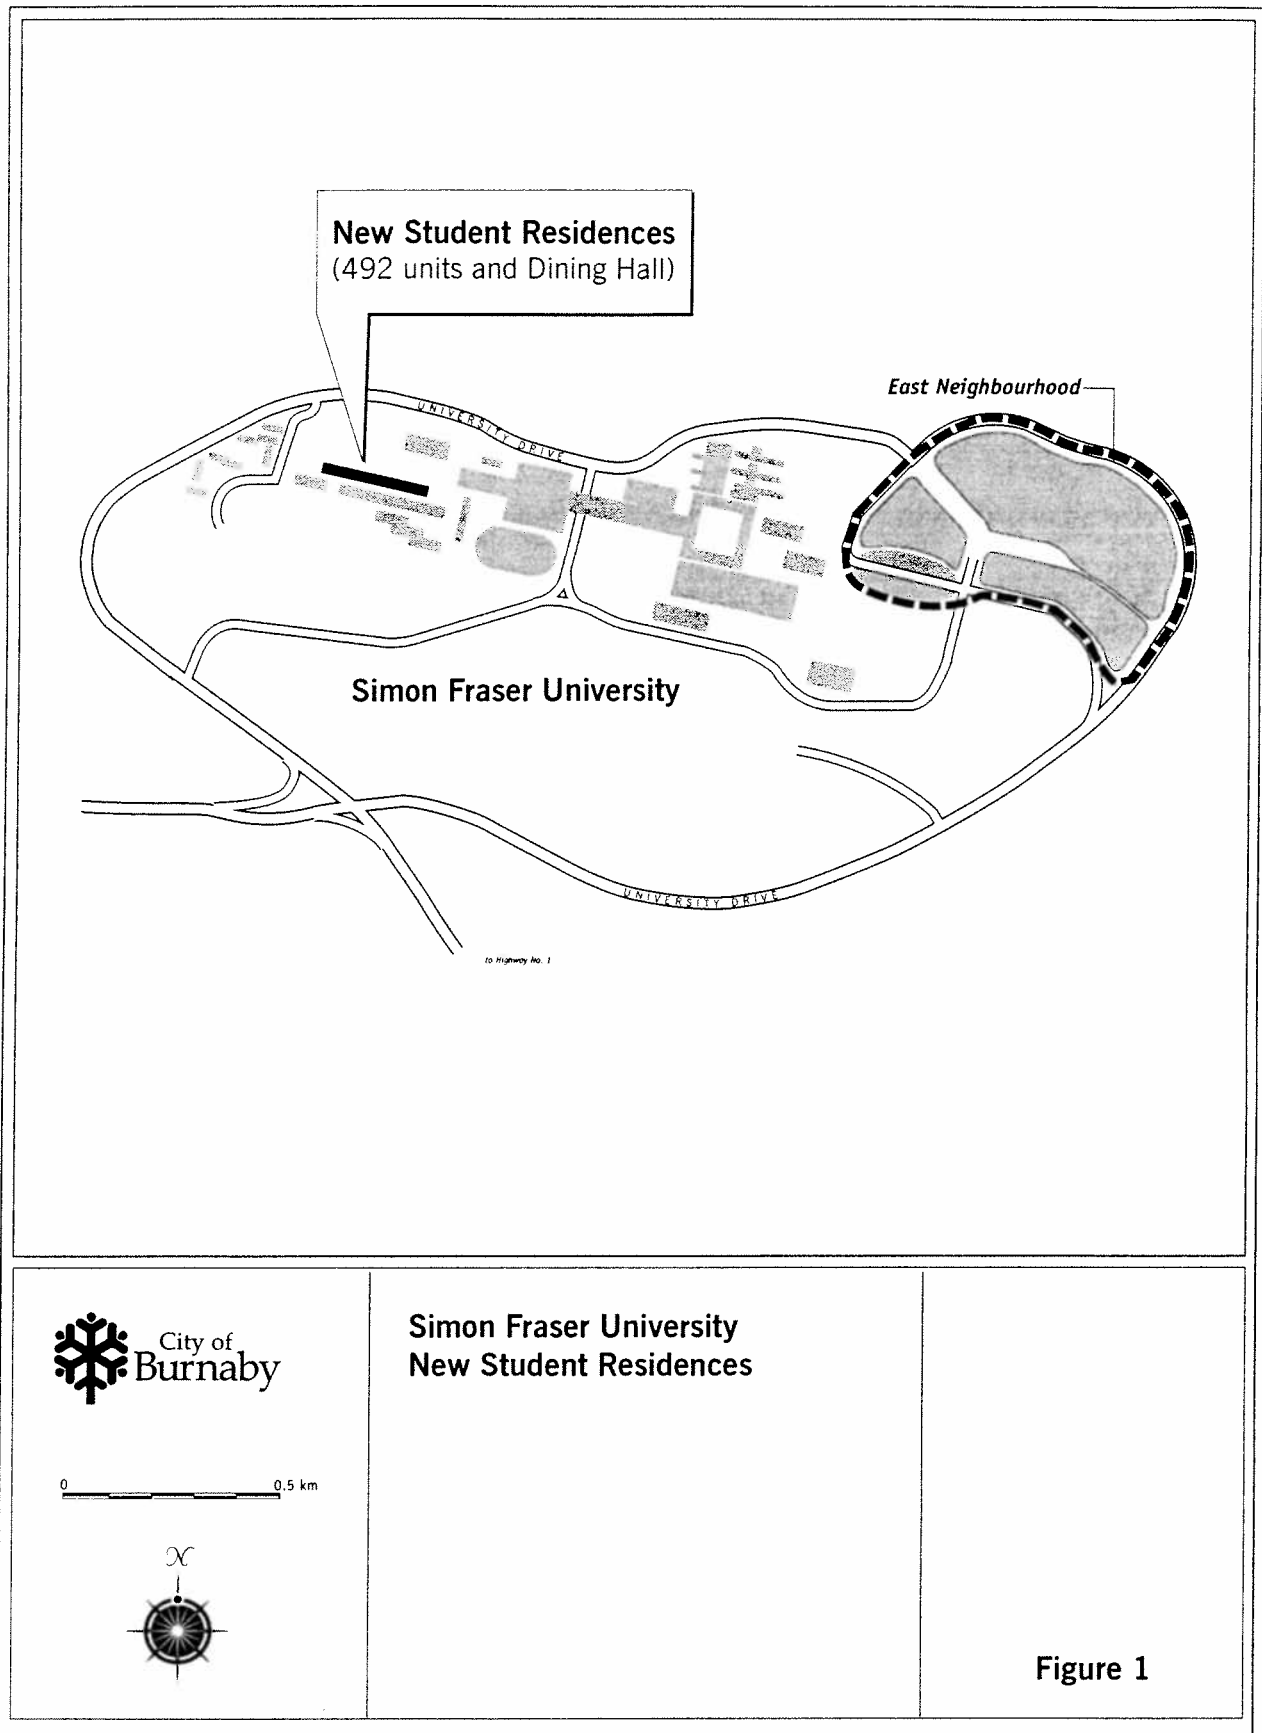 New Student Residences
(492 units and Dining Hall)
East Neighbourhood
UNIVERSITY DRIVE
Simon Fraser University
UNIVERSITY DRIVE
to Highway No. 1
City of
Burnaby
Simon Fraser University
New Student Residences
0 0.5 km
N
Figure 1